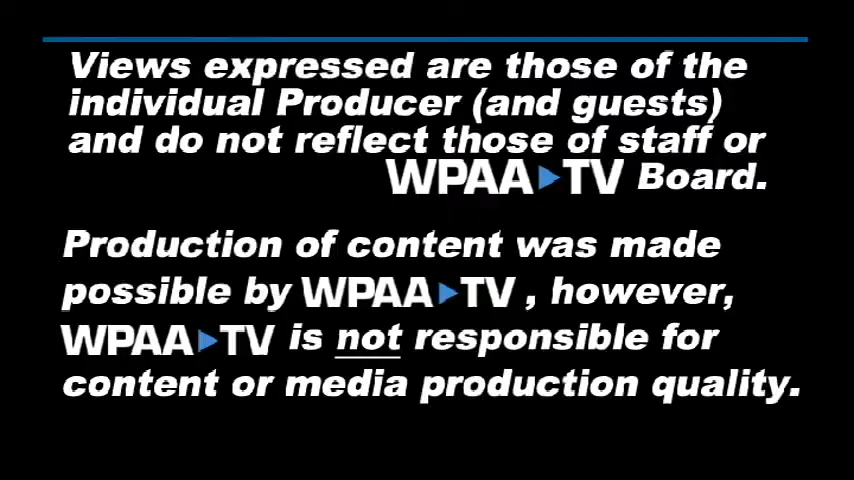 Views expressed are those of the
individual Producer (and guests)
and do not reflect those of staff or
WPAA TV Board.
Production of content was made
possible by WPAA TV , however,
WPAA TV is not responsible for
content or media production quality.